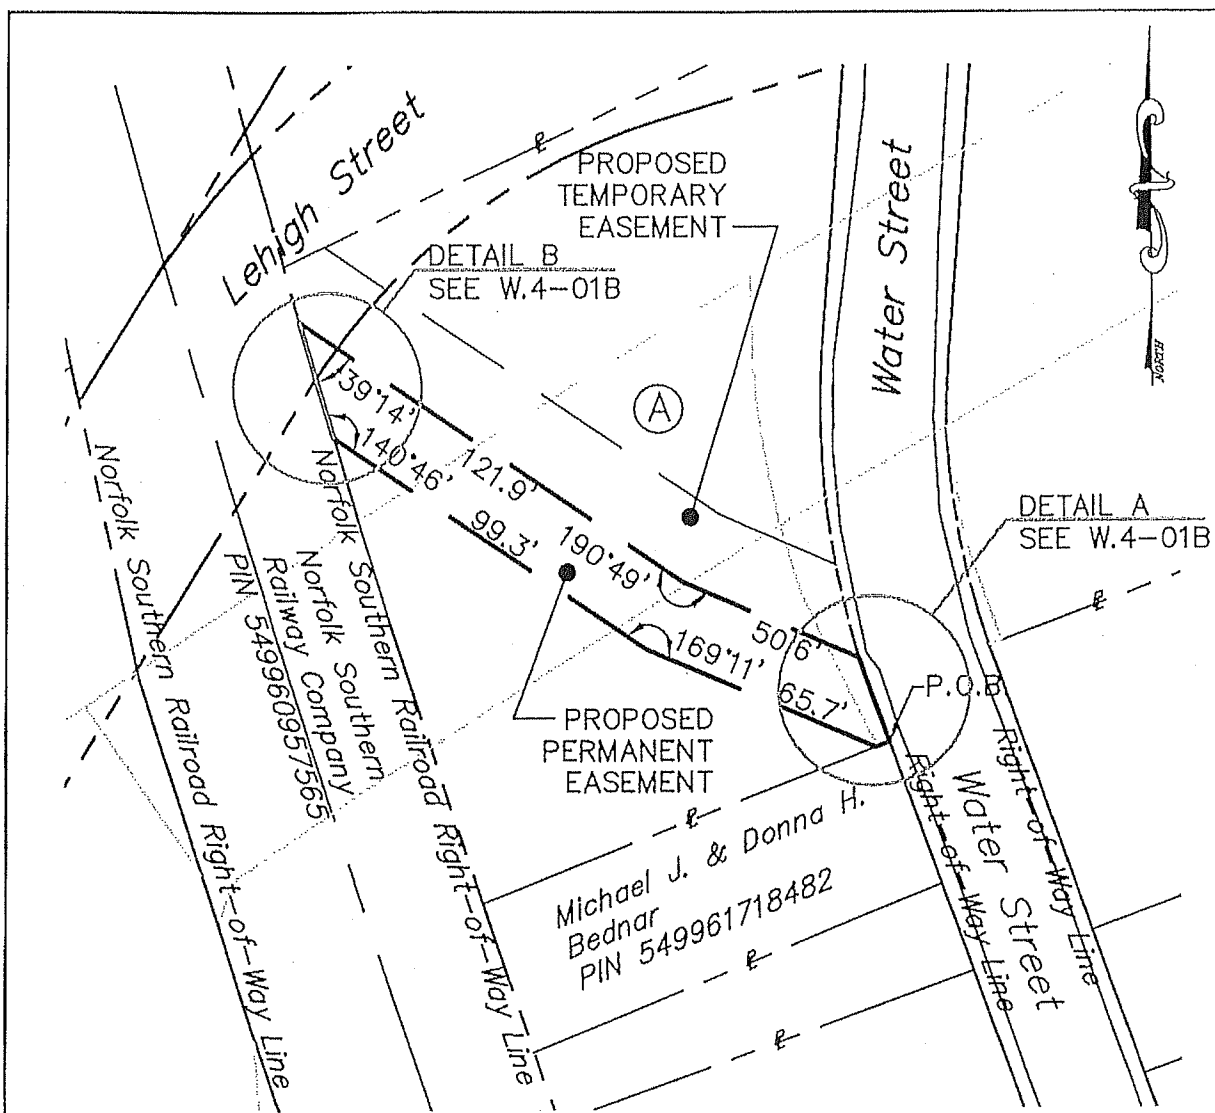 Lehigh Street
PROPOSED
TEMPORARY
EASEMENT
Water Street
NORTH
DETAIL B
SEE W.4-01B
A
39°14'
140°46'
121.9'
99.3'
190°49'
169°11'
50.6'
65.7'
DETAIL A
SEE W.4-01B
P.O.B.
PROPOSED
PERMANENT
EASEMENT
Norfolk Southern Railroad Right-of-Way Line
Norfolk Southern
Railway Company
PIN 549960957565
Norfolk Southern Railroad Right-of-Way Line
Michael J. & Donna H.
Bednar
PIN 549961718482
Right-of-Way Line
Water Street
Right-of-Way Line